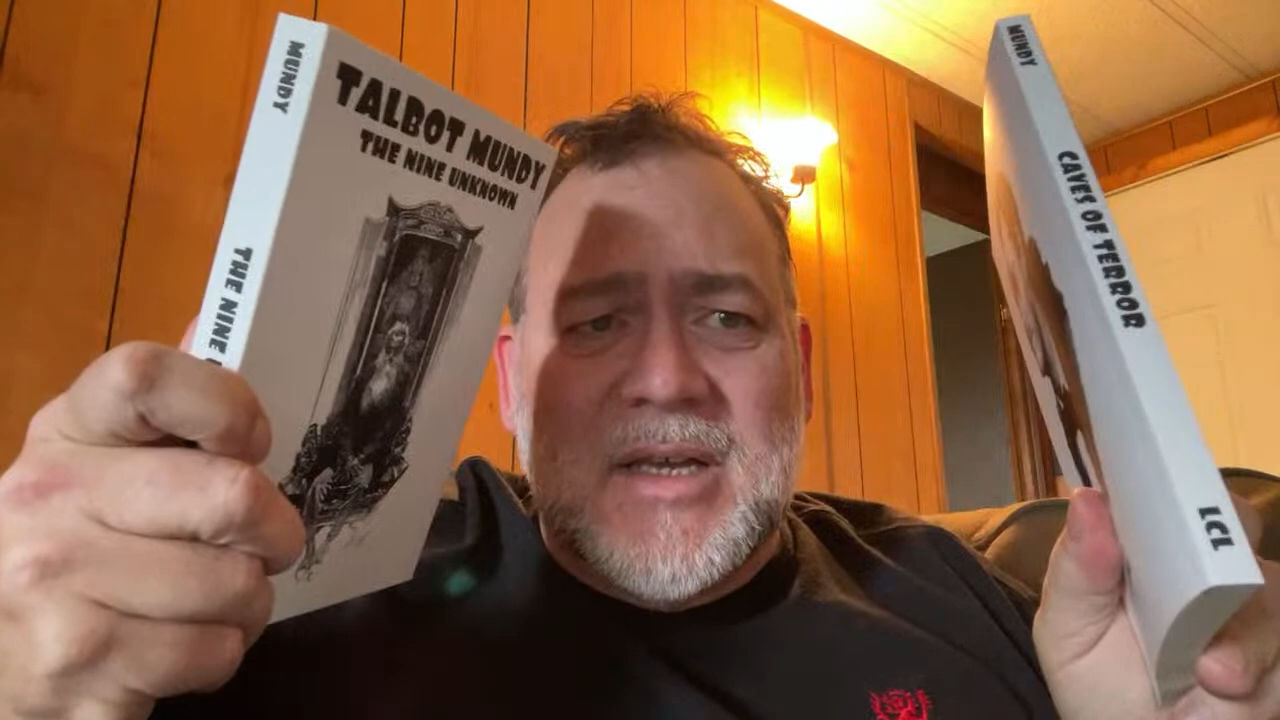 MUNDY
THE NINE
TALBOT MUNDY
THE NINE UNKNOWN
MUNDY
CAVES OF TERROR
LCL